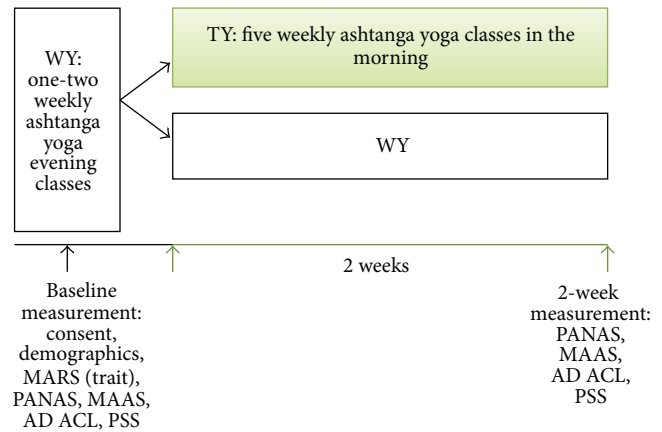 WY:
one-two
weekly
ashtanga
yoga
evening
classes
TY: five weekly ashtanga yoga classes in the
morning
WY
2 weeks
Baseline
measurement:
consent,
demographics,
MARS (trait),
PANAS, MAAS,
AD ACL, PSS
2-week
measurement:
PANAS,
MAAS,
AD ACL,
PSS